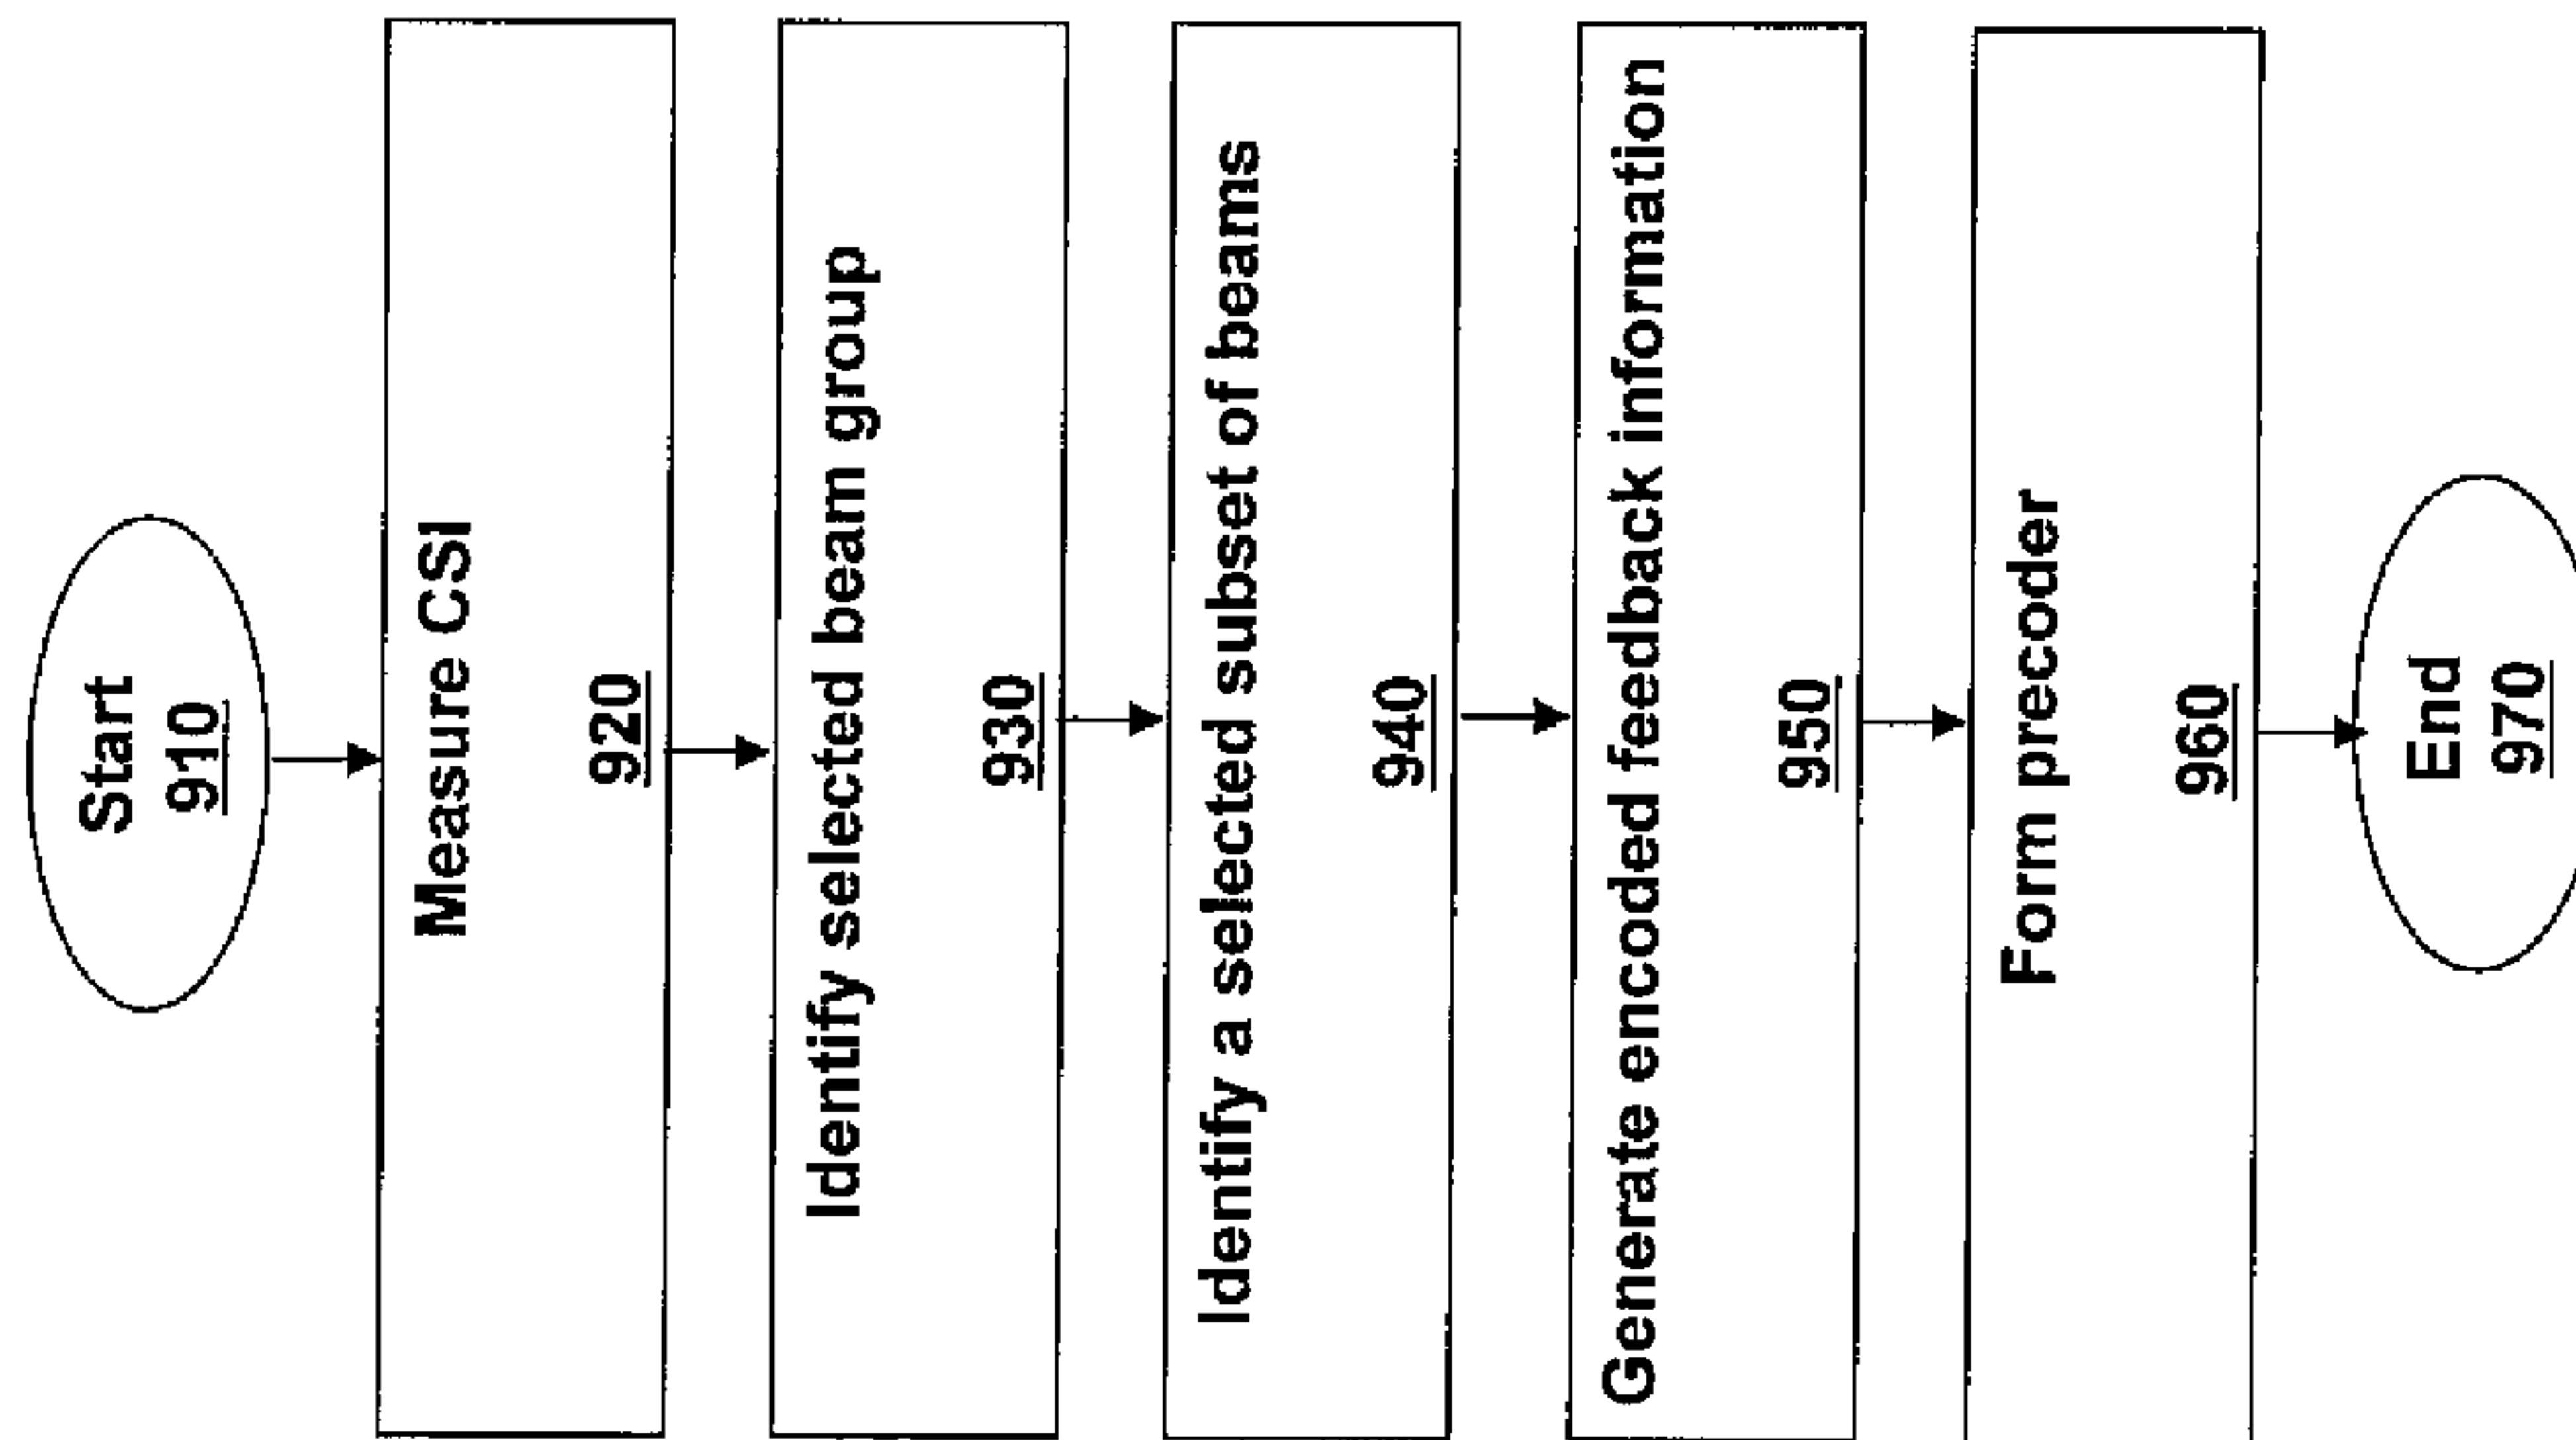 Start
910
Measure CSI
920
Identify selected beam group
930
Identify a selected subset of beams
940
Generate encoded feedback information
950
Form precoder
960
End
970